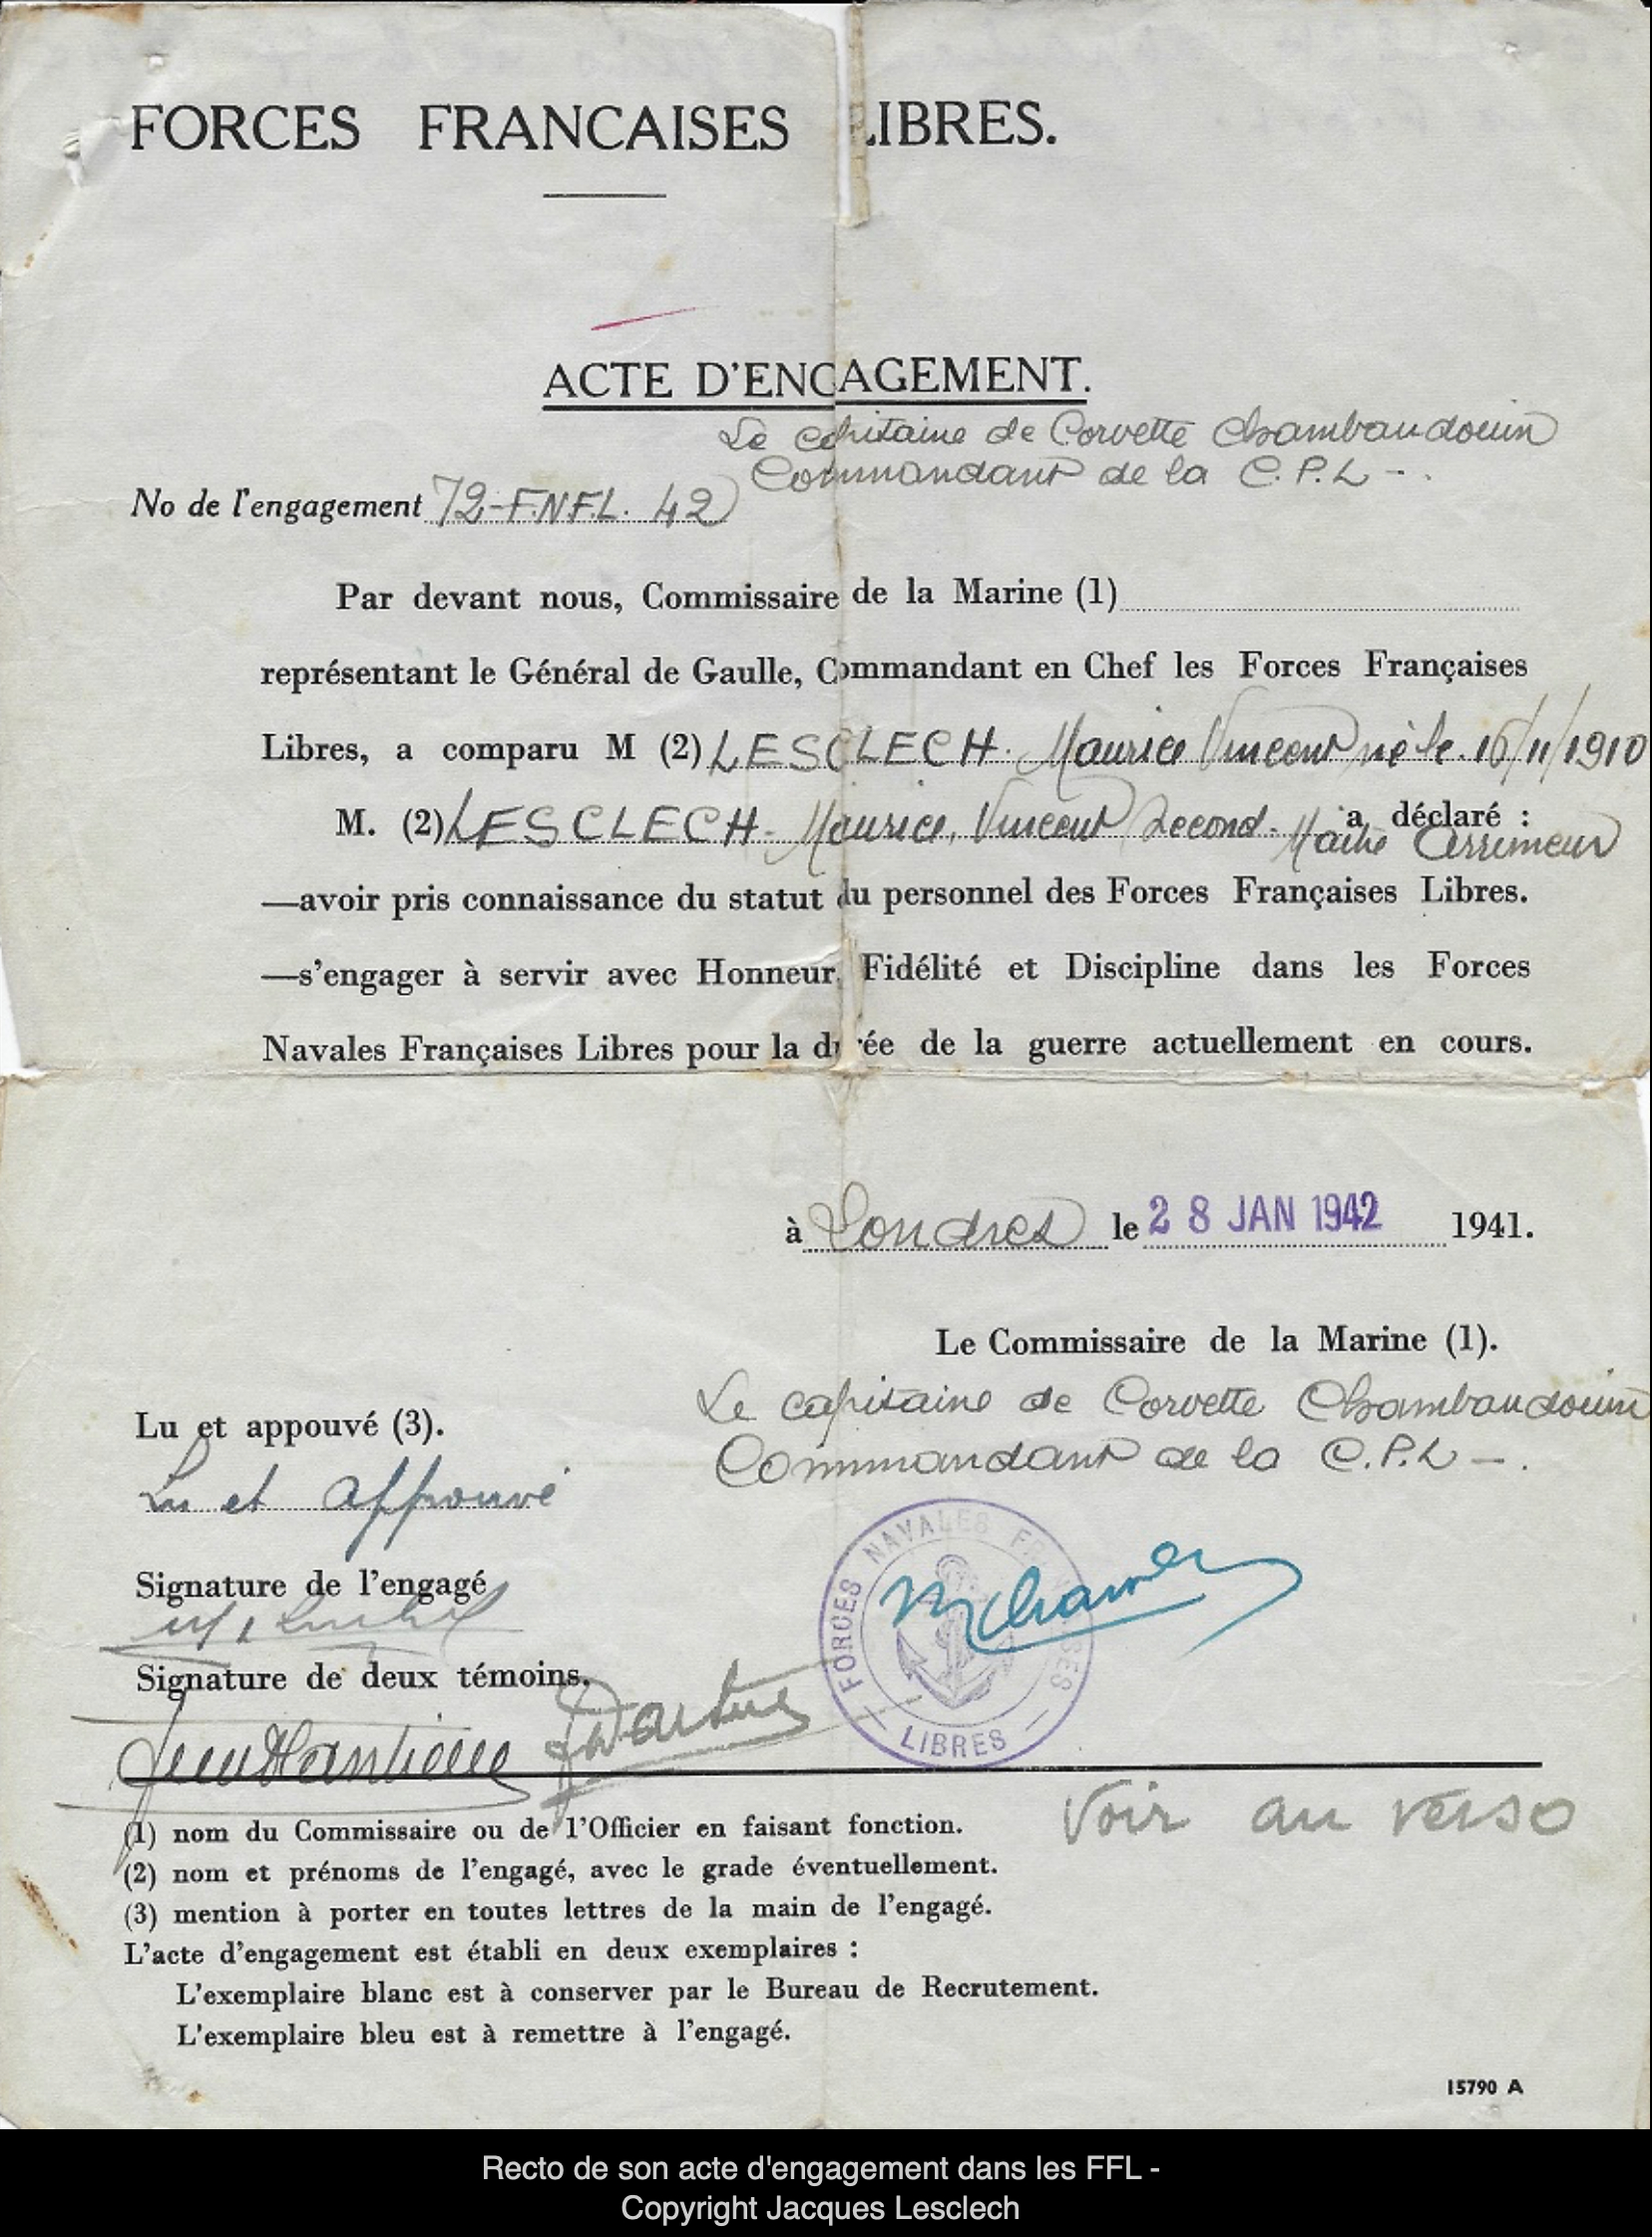 FORCES FRANCAISES LIBRES.
ACTE D'ENGAGEMENT.
Le capitaine de Corvette Chambaudouin
Commandant de la C.P.L -.
No de l'engagement 72-F.N.F.L. 42
Par devant nous, Commissaire de la Marine (1)
représentant le Général de Gaulle, Commandant en Chef les Forces Françaises
Libres, a comparu M (2) LESCLECH. Maurice Vincent né le 16/11/1910
M. (2) LESCLECH - Maurice, Vincent Second - Maître Arrimeur a déclaré :
—avoir pris connaissance du statut du personnel des Forces Françaises Libres.
—s'engager à servir avec Honneur, Fidélité et Discipline dans les Forces
Navales Françaises Libres pour la durée de la guerre actuellement en cours.
à Londres le 28 JAN 1942 1941.
Le Commissaire de la Marine (1).
Le capitaine de Corvette Chambaudouin
Commandant de la C.P.L -.
Lu et appouvé (3).
Lu et approuvé
Signature de l'engagé
FORCES NAVALES FRANÇAISES LIBRES
Signature de deux témoins.
Voir au verso
(1) nom du Commissaire ou de l'Officier en faisant fonction.
(2) nom et prénoms de l'engagé, avec le grade éventuellement.
(3) mention à porter en toutes lettres de la main de l'engagé.
L'acte d'engagement est établi en deux exemplaires :
L'exemplaire blanc est à conserver par le Bureau de Recrutement.
L'exemplaire bleu est à remettre à l'engagé.
15790 A
Recto de son acte d'engagement dans les FFL -
Copyright Jacques Lesclech